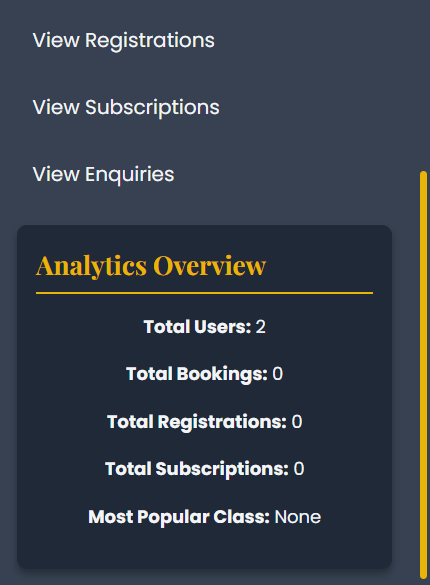 View Registrations
View Subscriptions
View Enquiries
Analytics Overview
Total Users: 2
Total Bookings: 0
Total Registrations: 0
Total Subscriptions: 0
Most Popular Class: None